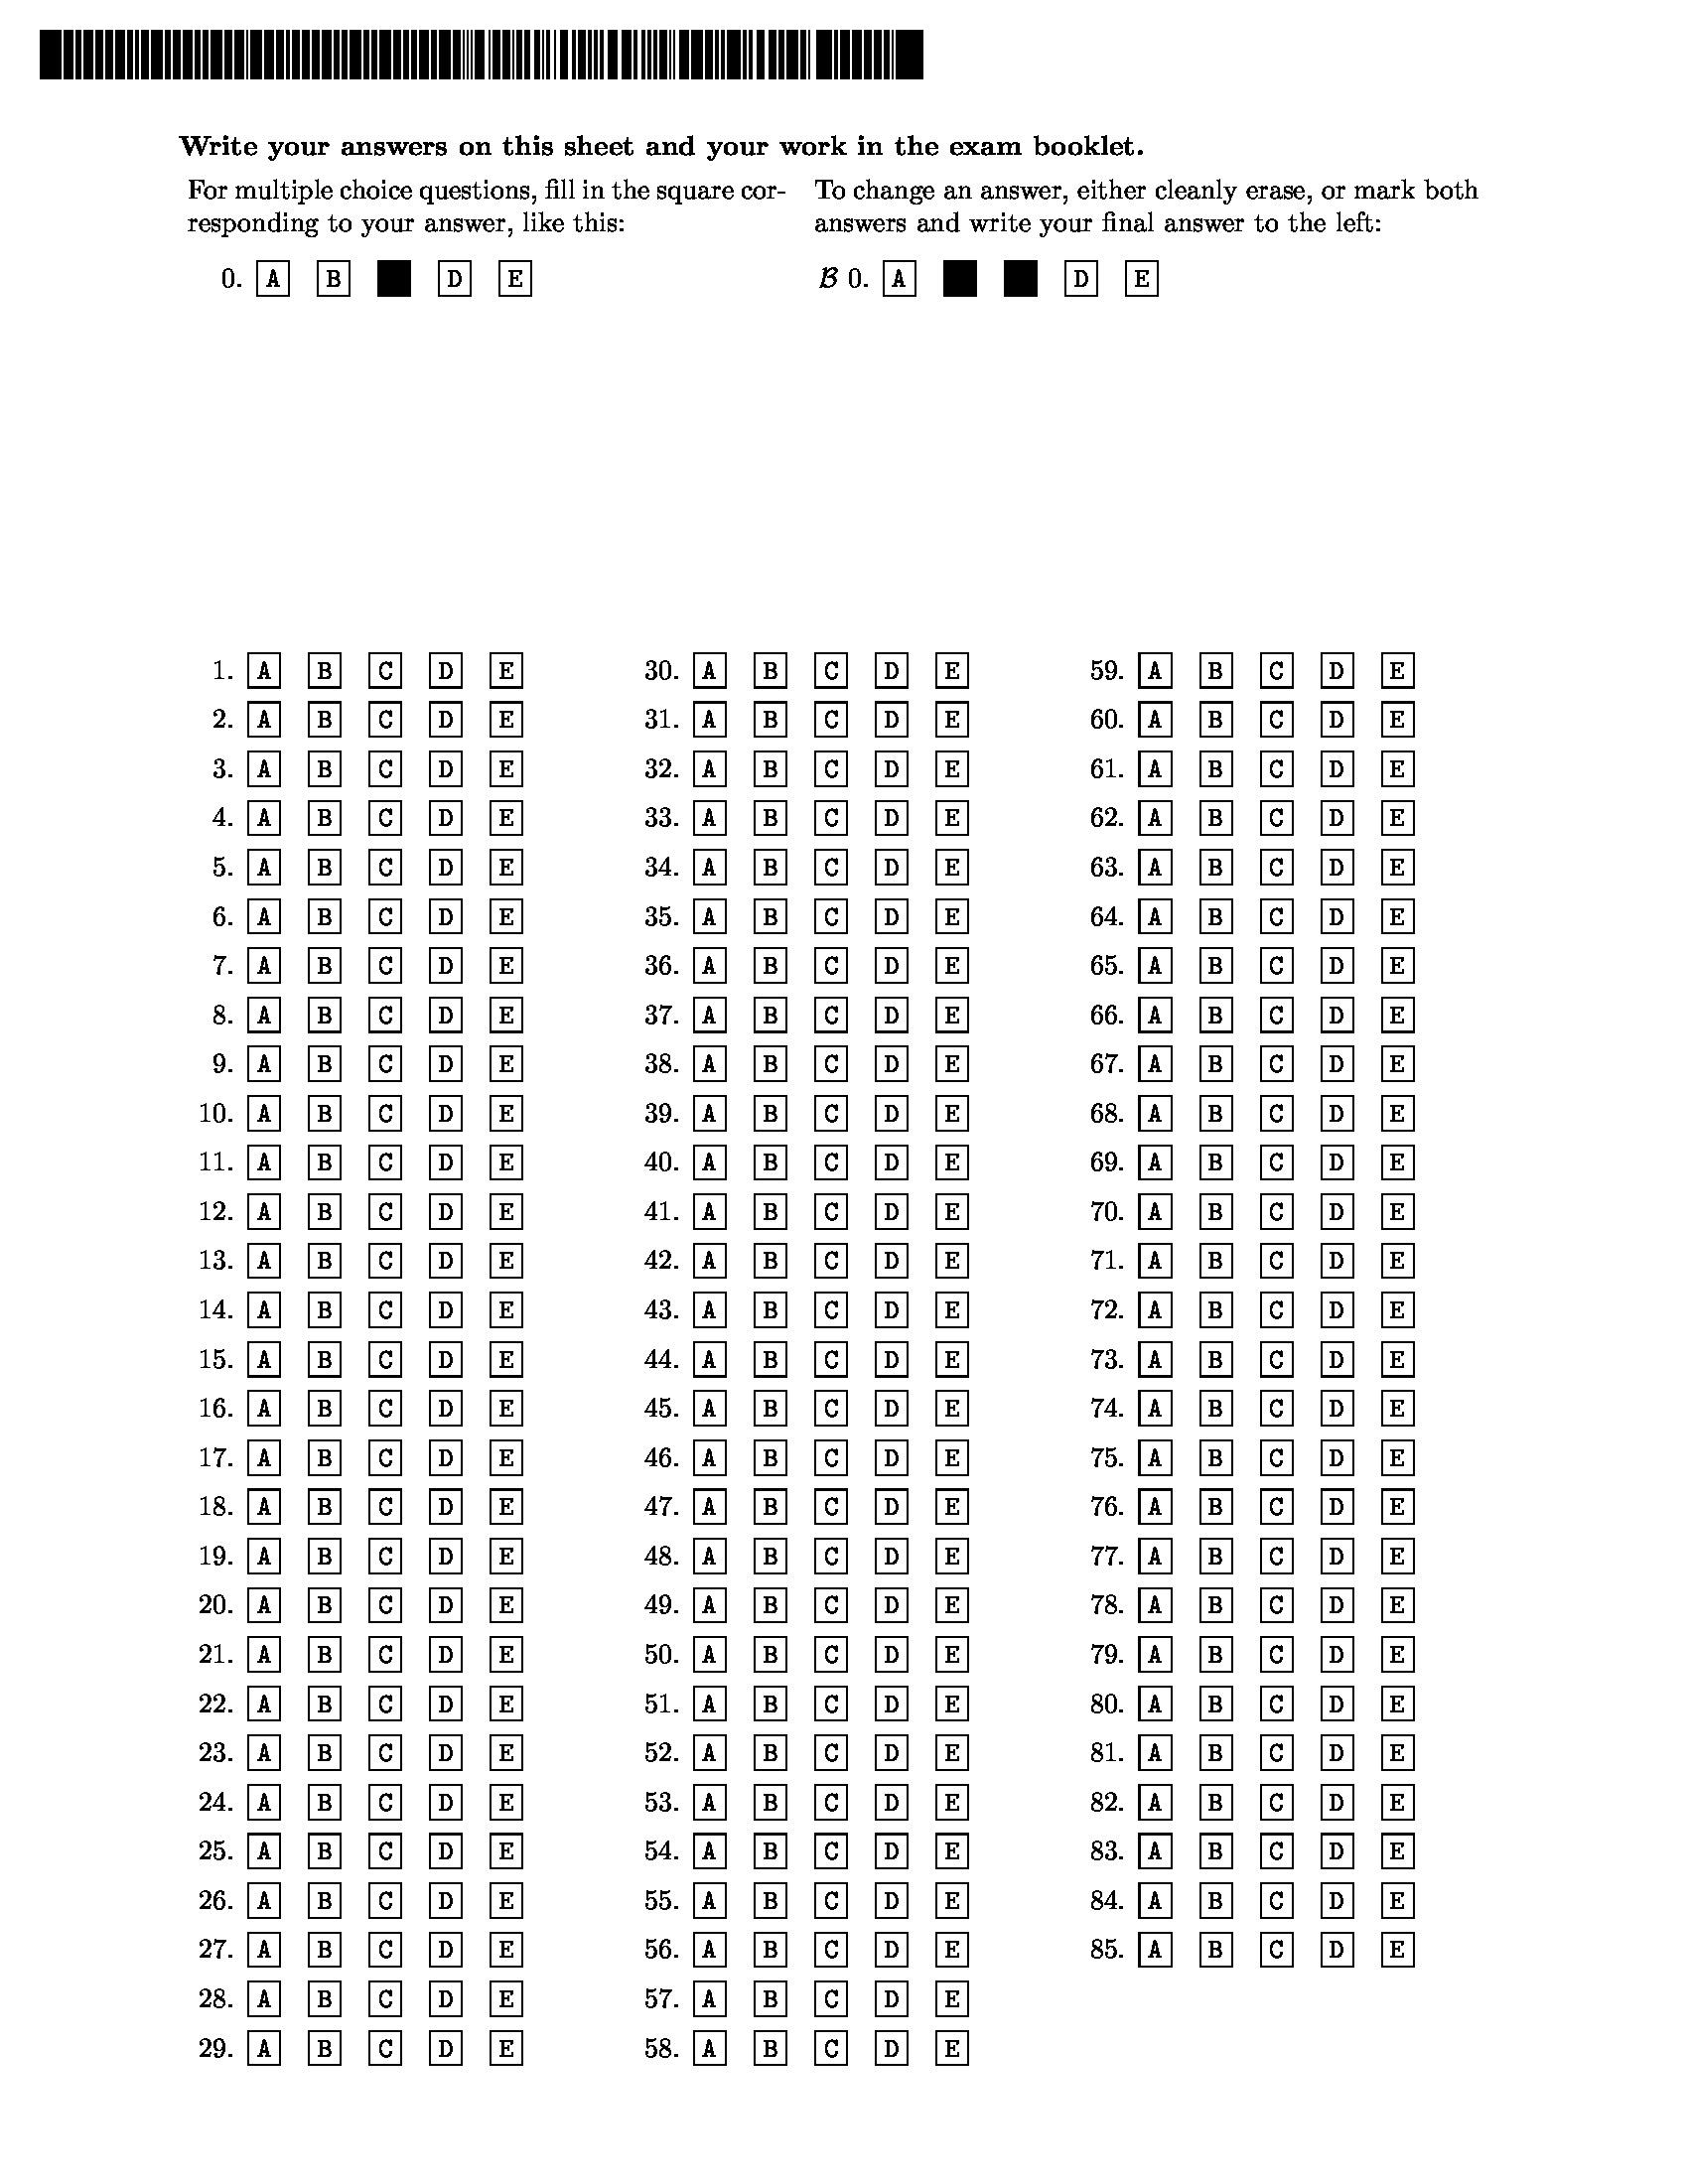 Write your answers on this sheet and your work in the exam booklet.
For multiple choice questions, fill in the square cor-
responding to your answer, like this:
0. A B D E
To change an answer, either cleanly erase, or mark both
answers and write your final answer to the left:
B 0. A D E
1. A B C D E
2. A B C D E
3. A B C D E
4. A B C D E
5. A B C D E
6. A B C D E
7. A B C D E
8. A B C D E
9. A B C D E
10. A B C D E
11. A B C D E
12. A B C D E
13. A B C D E
14. A B C D E
15. A B C D E
16. A B C D E
17. A B C D E
18. A B C D E
19. A B C D E
20. A B C D E
21. A B C D E
22. A B C D E
23. A B C D E
24. A B C D E
25. A B C D E
26. A B C D E
27. A B C D E
28. A B C D E
29. A B C D E
30. A B C D E
31. A B C D E
32. A B C D E
33. A B C D E
34. A B C D E
35. A B C D E
36. A B C D E
37. A B C D E
38. A B C D E
39. A B C D E
40. A B C D E
41. A B C D E
42. A B C D E
43. A B C D E
44. A B C D E
45. A B C D E
46. A B C D E
47. A B C D E
48. A B C D E
49. A B C D E
50. A B C D E
51. A B C D E
52. A B C D E
53. A B C D E
54. A B C D E
55. A B C D E
56. A B C D E
57. A B C D E
58. A B C D E
59. A B C D E
60. A B C D E
61. A B C D E
62. A B C D E
63. A B C D E
64. A B C D E
65. A B C D E
66. A B C D E
67. A B C D E
68. A B C D E
69. A B C D E
70. A B C D E
71. A B C D E
72. A B C D E
73. A B C D E
74. A B C D E
75. A B C D E
76. A B C D E
77. A B C D E
78. A B C D E
79. A B C D E
80. A B C D E
81. A B C D E
82. A B C D E
83. A B C D E
84. A B C D E
85. A B C D E